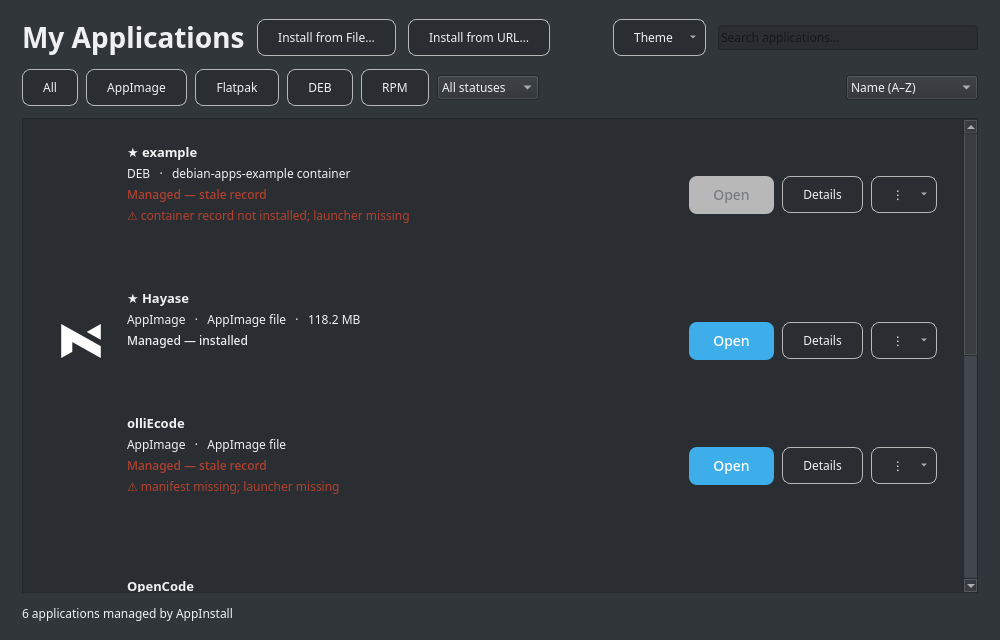 My Applications
Install from File...
Install from URL...
Theme
Search applications...
All
AppImage
Flatpak
DEB
RPM
All statuses
Name (A–Z)
★ example
DEB · debian-apps-example container
Managed — stale record
⚠ container record not installed; launcher missing
Open
Details
⋮
★ Hayase
AppImage · AppImage file · 118.2 MB
Managed — installed
Open
Details
⋮
olliEcode
AppImage · AppImage file
Managed — stale record
⚠ manifest missing; launcher missing
Open
Details
⋮
OpenCode
6 applications managed by AppInstall